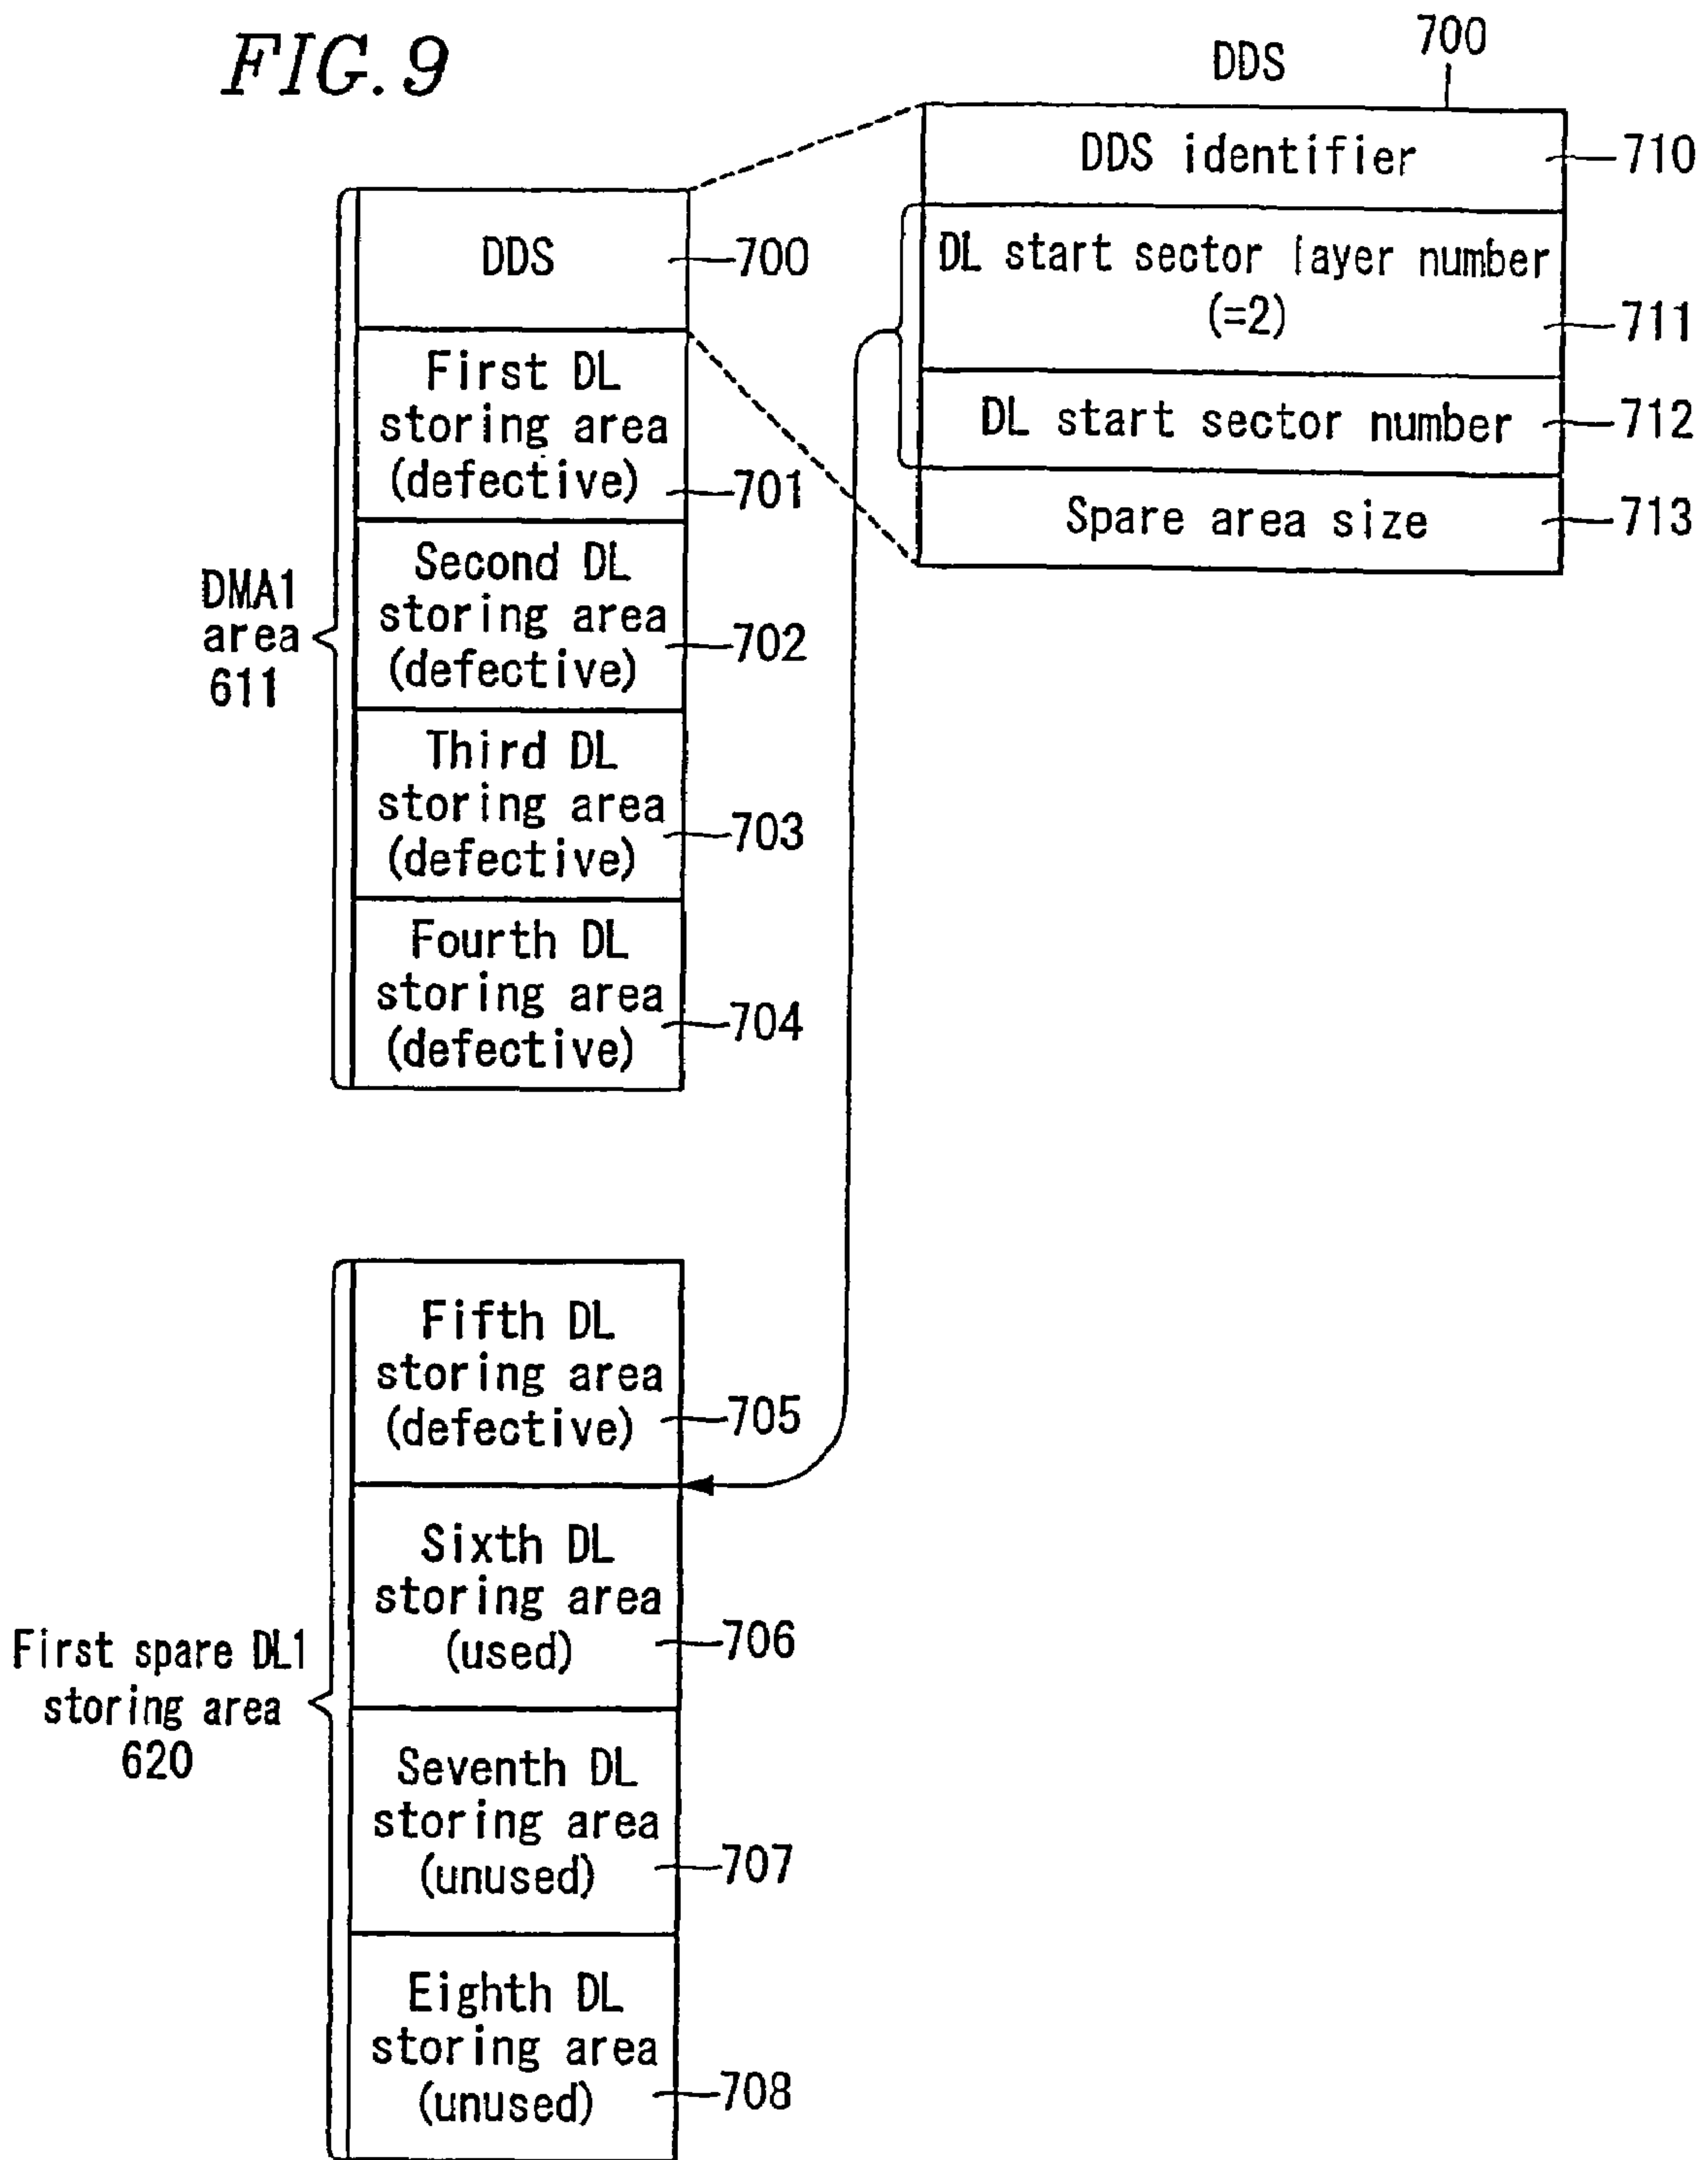 FIG. 9
DDS
700
DDS identifier
710
DL start sector layer number
(=2)
711
DL start sector number
712
Spare area size
713
DDS
700
First DL
storing area
(defective)
701
Second DL
storing area
(defective)
702
Third DL
storing area
(defective)
703
Fourth DL
storing area
(defective)
704
DMA1
area
611
Fifth DL
storing area
(defective)
705
Sixth DL
storing area
(used)
706
Seventh DL
storing area
(unused)
707
Eighth DL
storing area
(unused)
708
First spare DL1
storing area
620